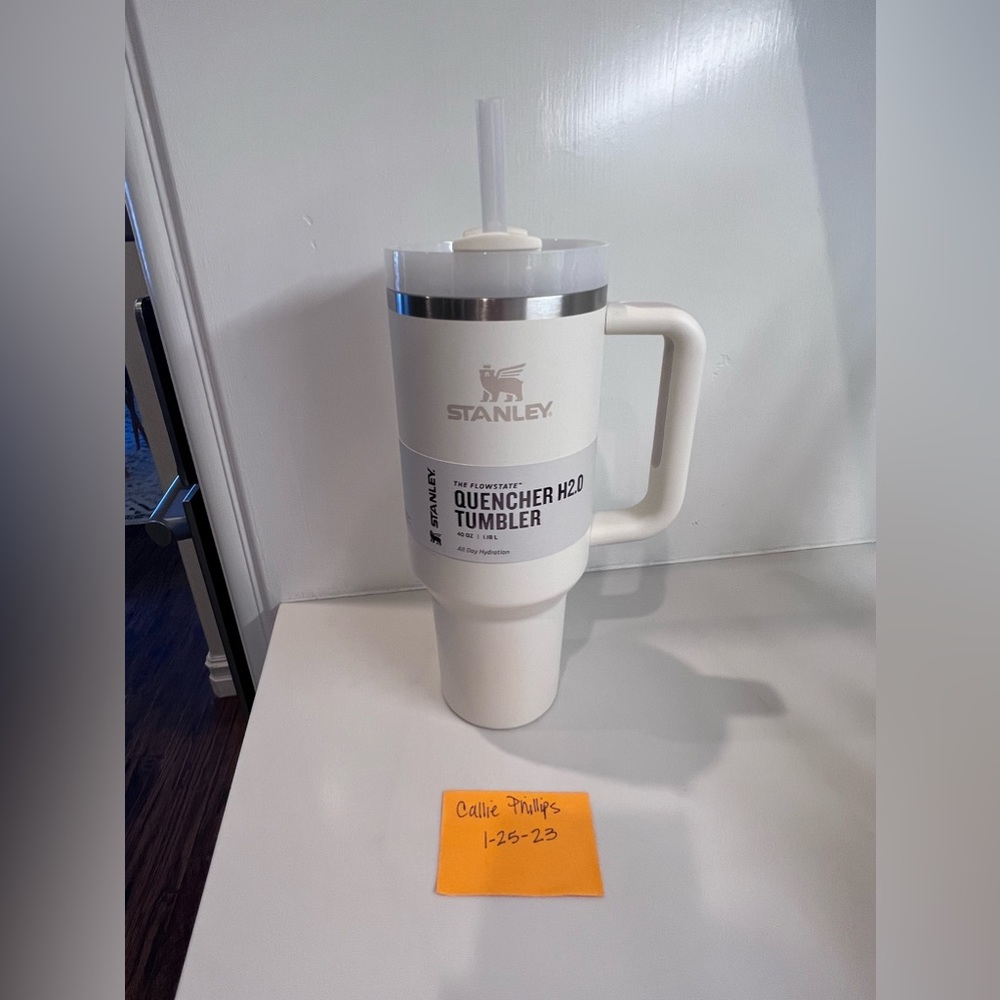 STANLEY
STANLEY
THE FLOWSTATE™
QUENCHER H2.0
TUMBLER
40 OZ | 1.18 L
All Day Hydration
Callie Phillips
1-25-23